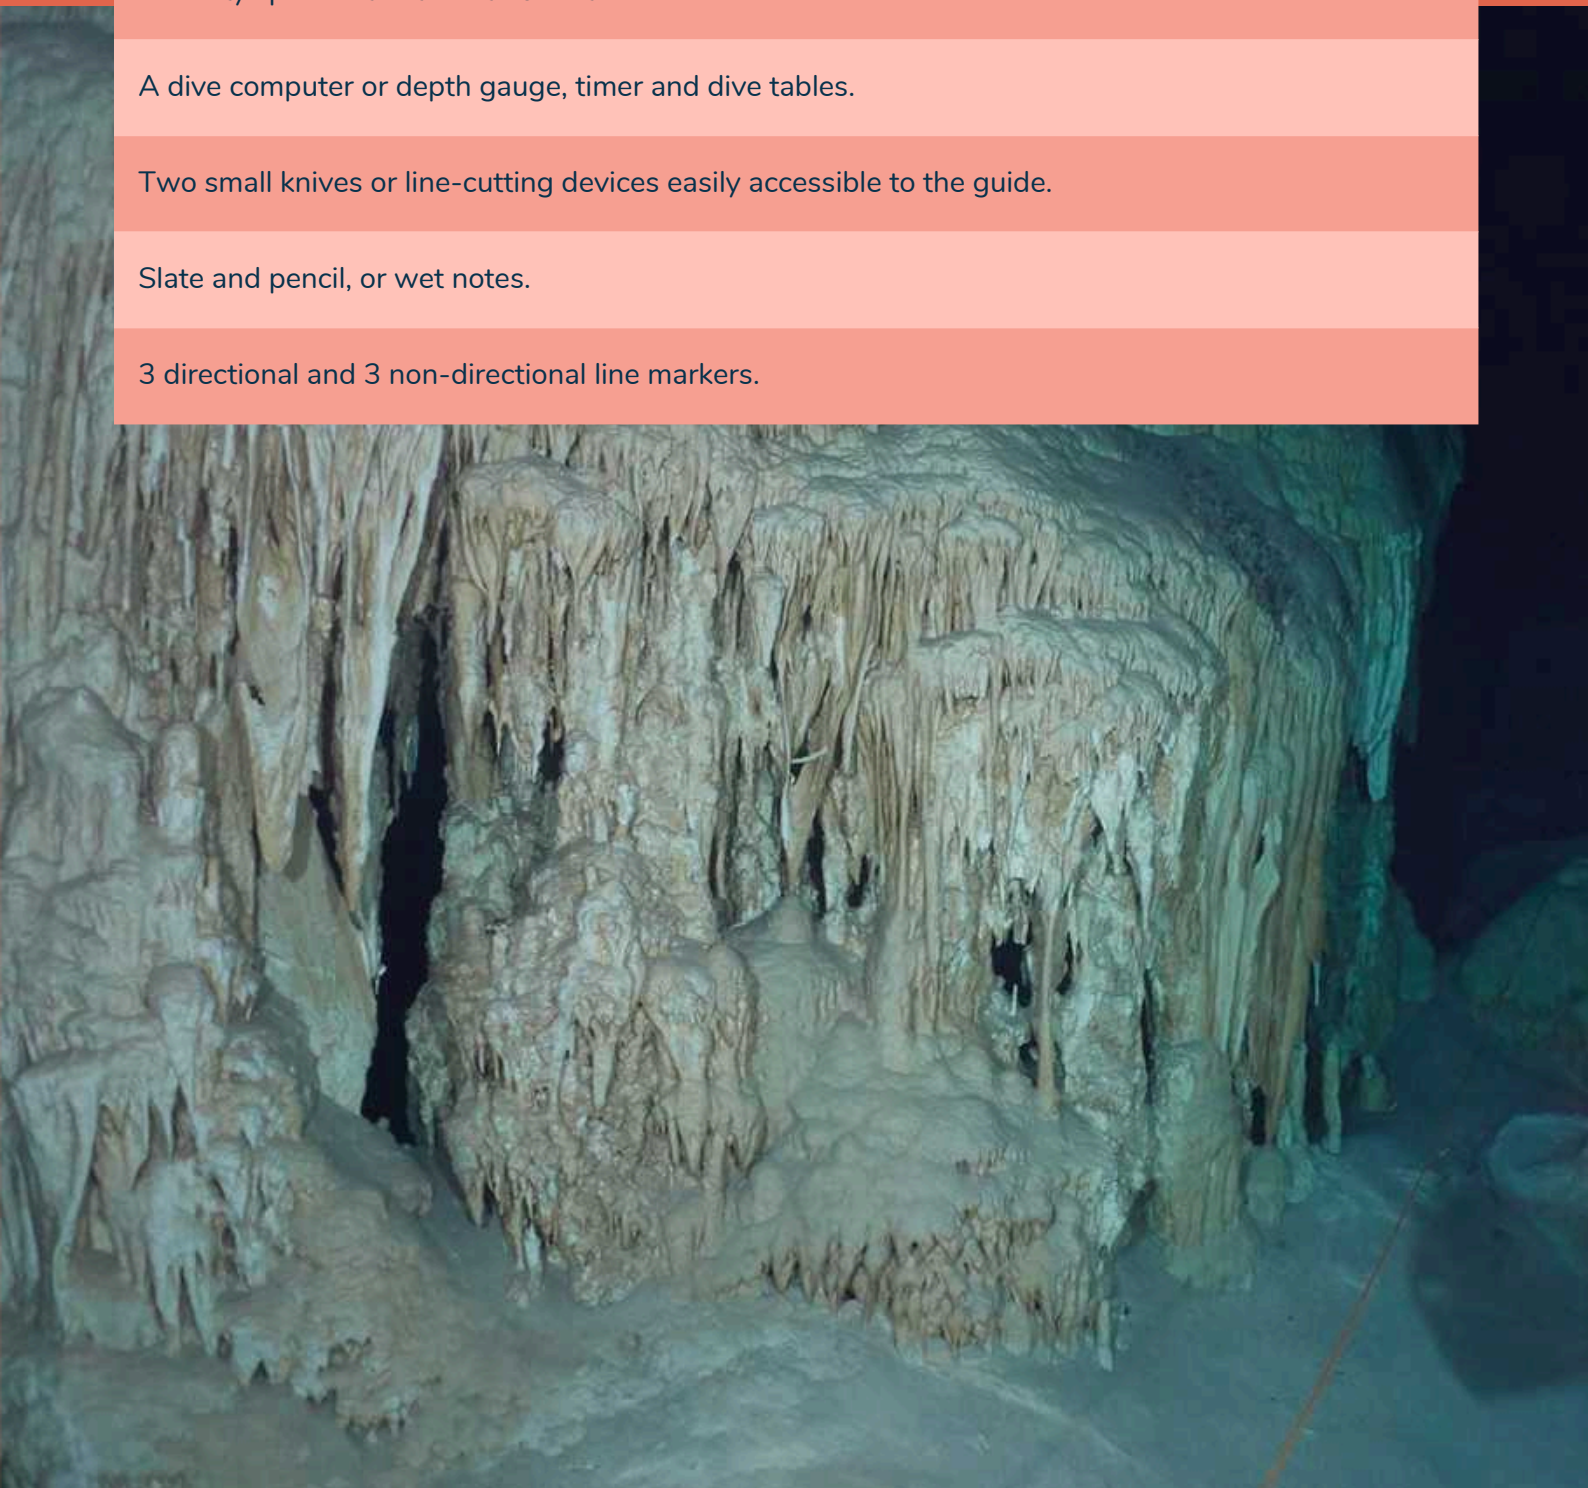 A dive computer or depth gauge, timer and dive tables.
Two small knives or line-cutting devices easily accessible to the guide.
Slate and pencil, or wet notes.
3 directional and 3 non-directional line markers.